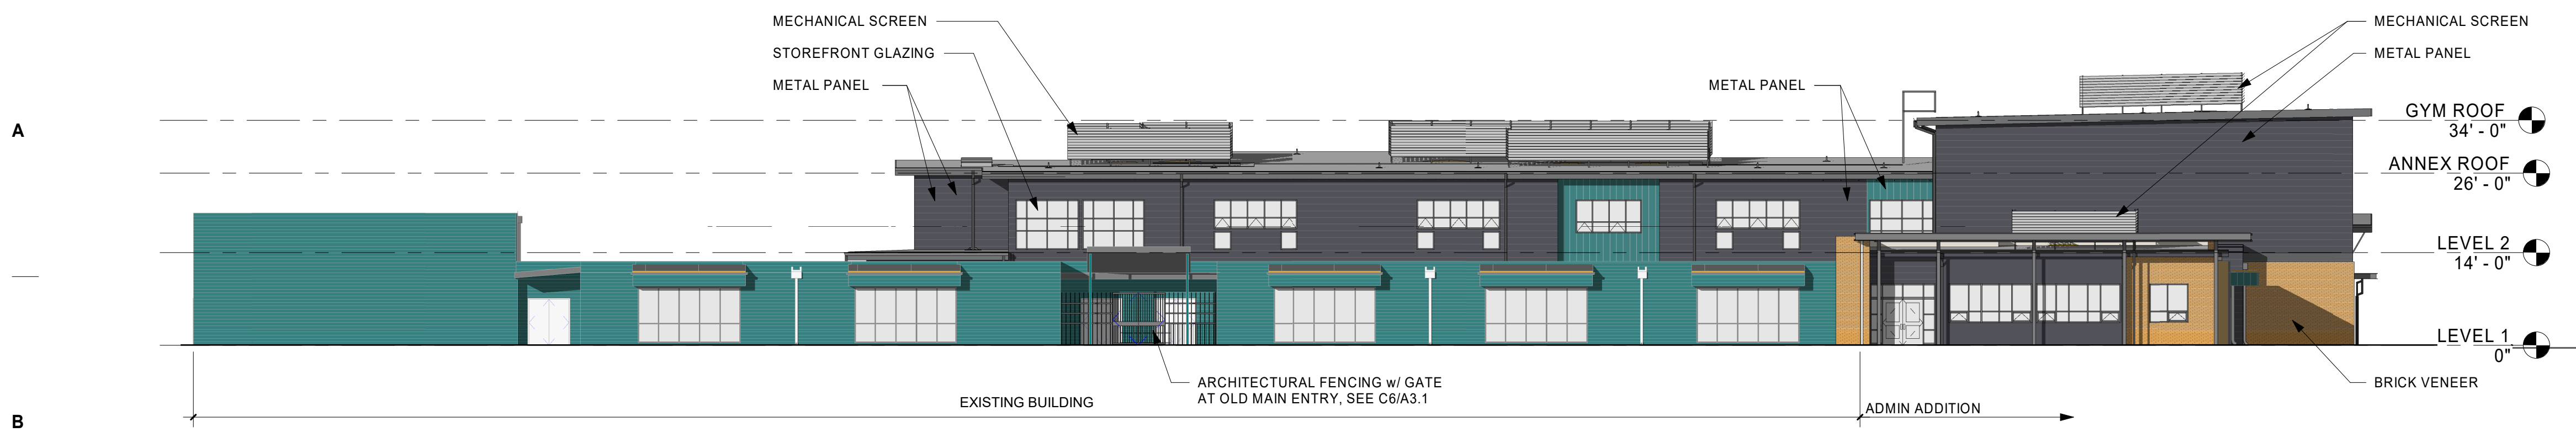 MECHANICAL SCREEN
STOREFRONT GLAZING
METAL PANEL
METAL PANEL
MECHANICAL SCREEN
METAL PANEL
A
GYM ROOF
34' - 0"
ANNEX ROOF
26' - 0"
LEVEL 2
14' - 0"
LEVEL 1
0"
ARCHITECTURAL FENCING w/ GATE
AT OLD MAIN ENTRY, SEE C6/A3.1
BRICK VENEER
EXISTING BUILDING
ADMIN ADDITION
B